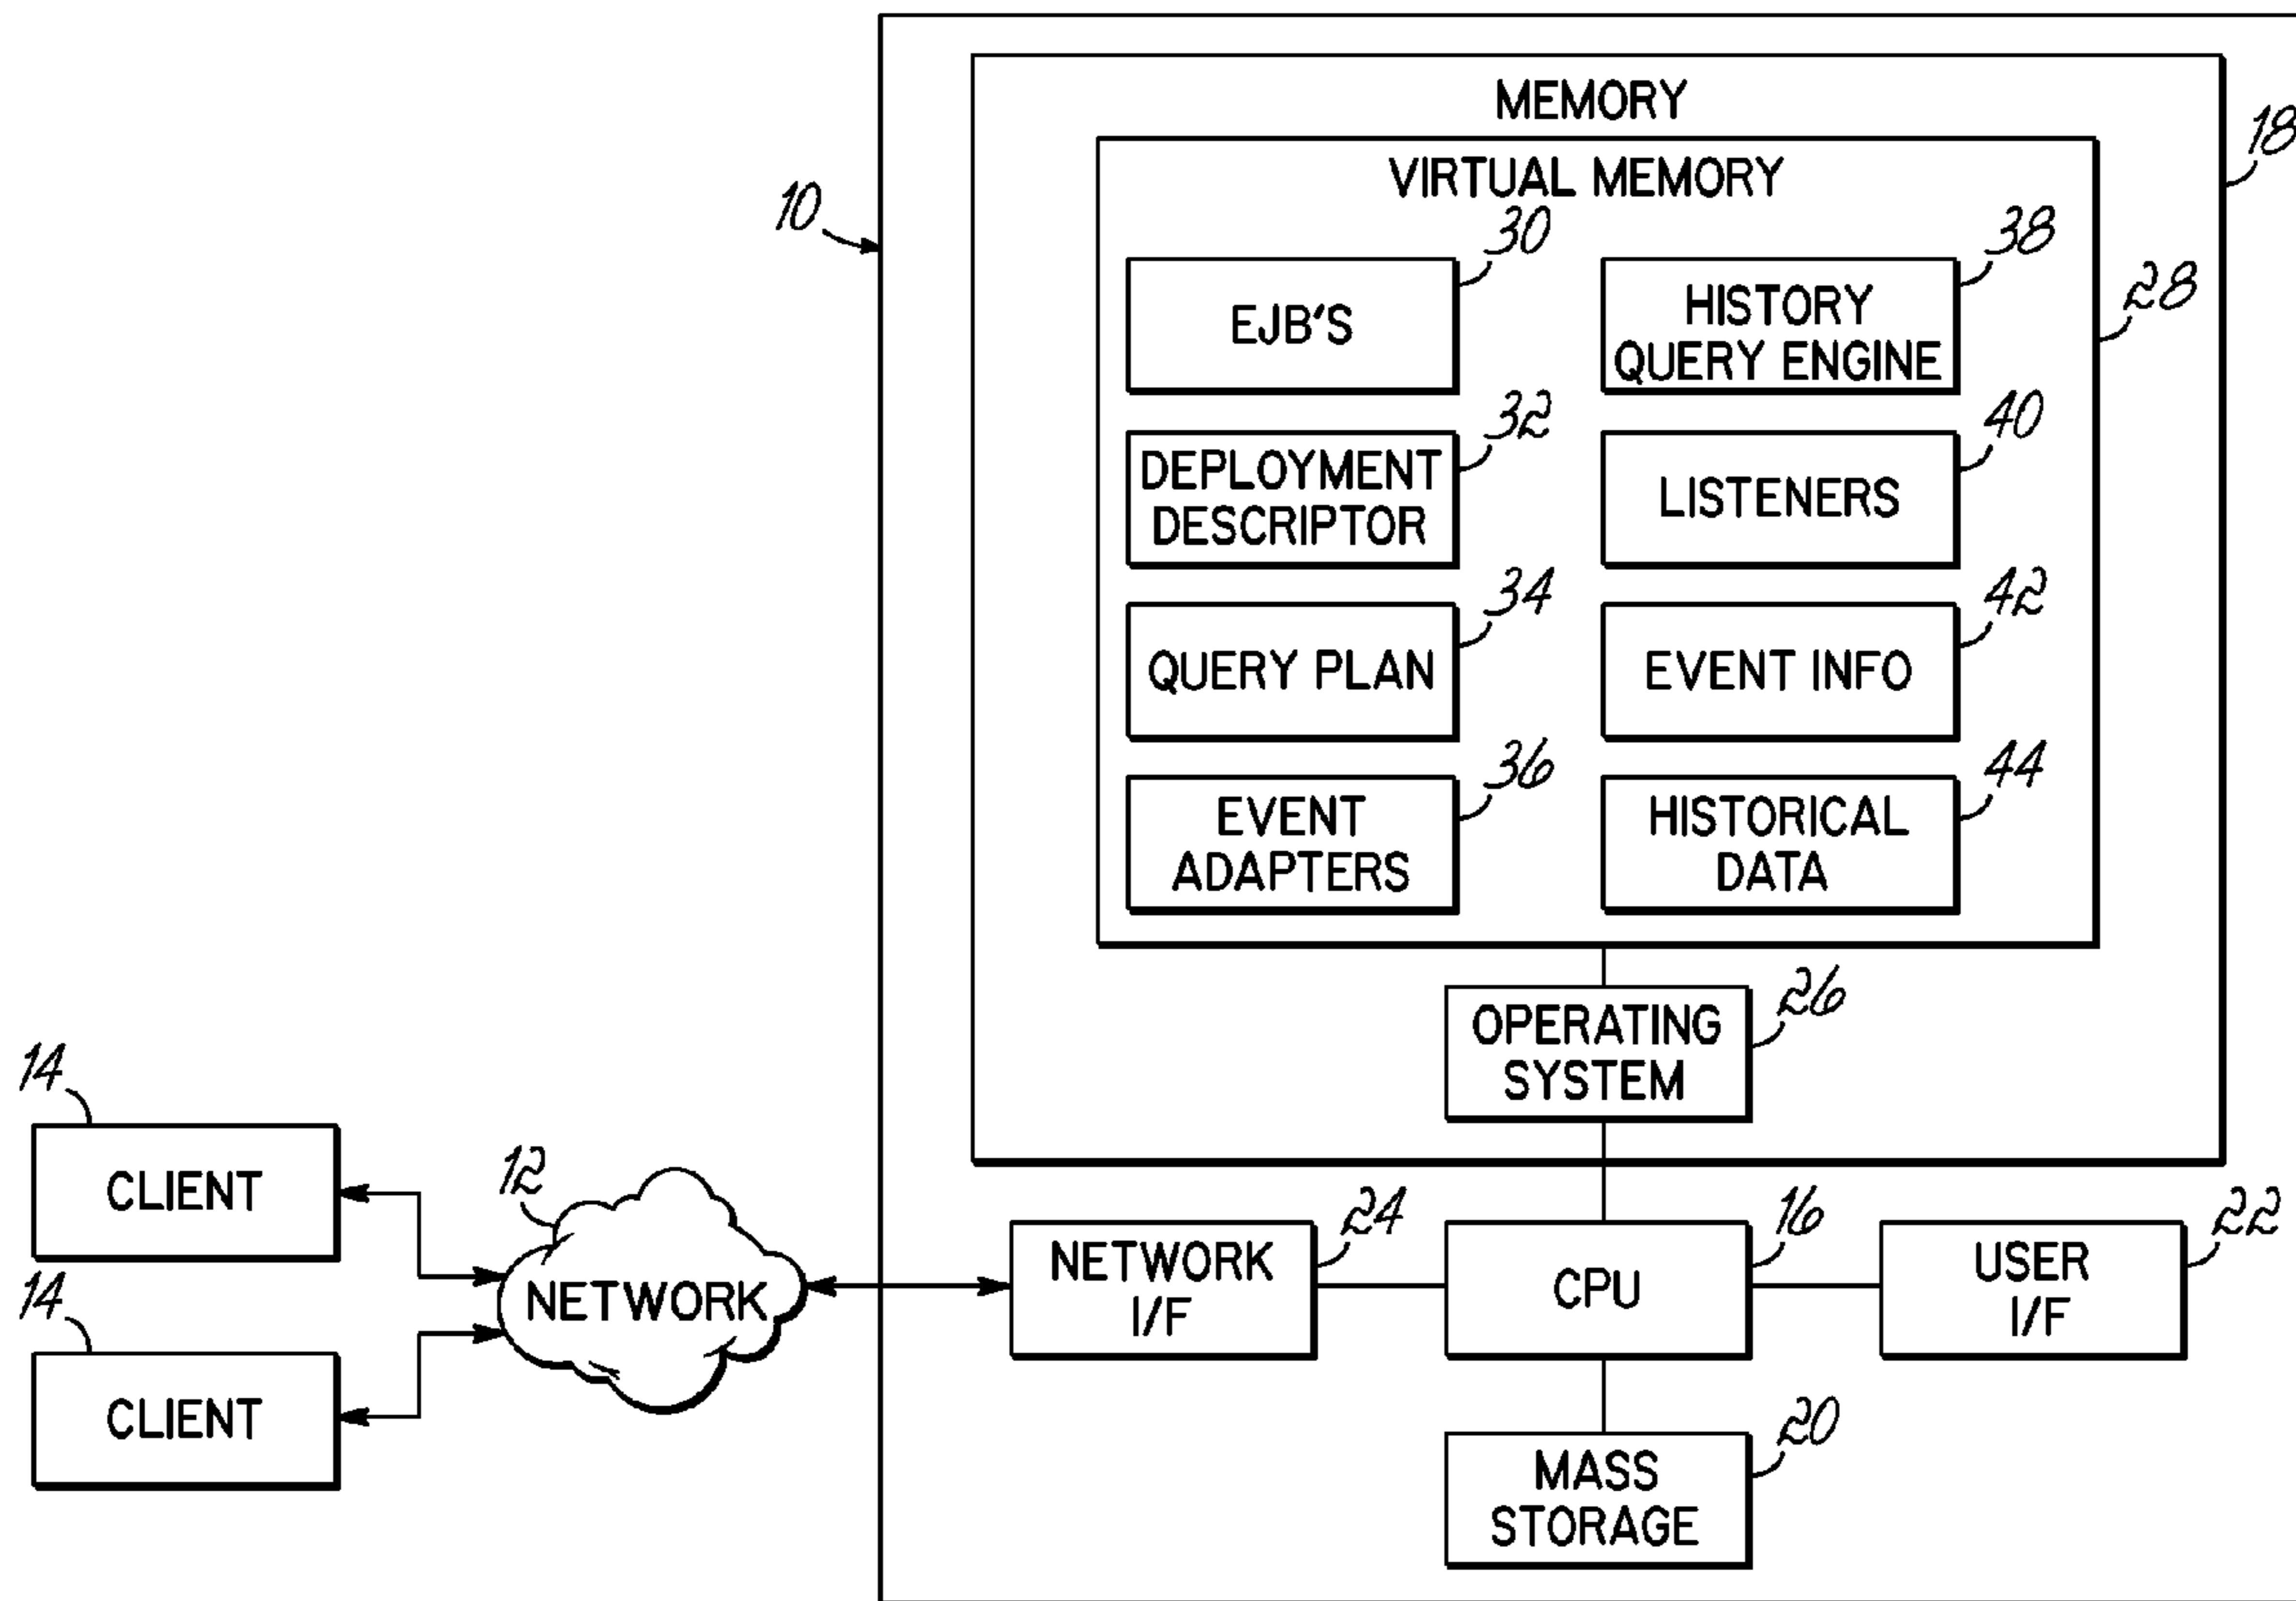 MEMORY
18
VIRTUAL MEMORY
10
30
38
EJB'S
HISTORY
QUERY ENGINE
28
32
40
DEPLOYMENT
DESCRIPTOR
LISTENERS
34
42
QUERY PLAN
EVENT INFO
36
44
EVENT
ADAPTERS
HISTORICAL
DATA
26
OPERATING
SYSTEM
14
CLIENT
12
NETWORK
14
CLIENT
24
NETWORK
I/F
16
CPU
22
USER
I/F
20
MASS
STORAGE